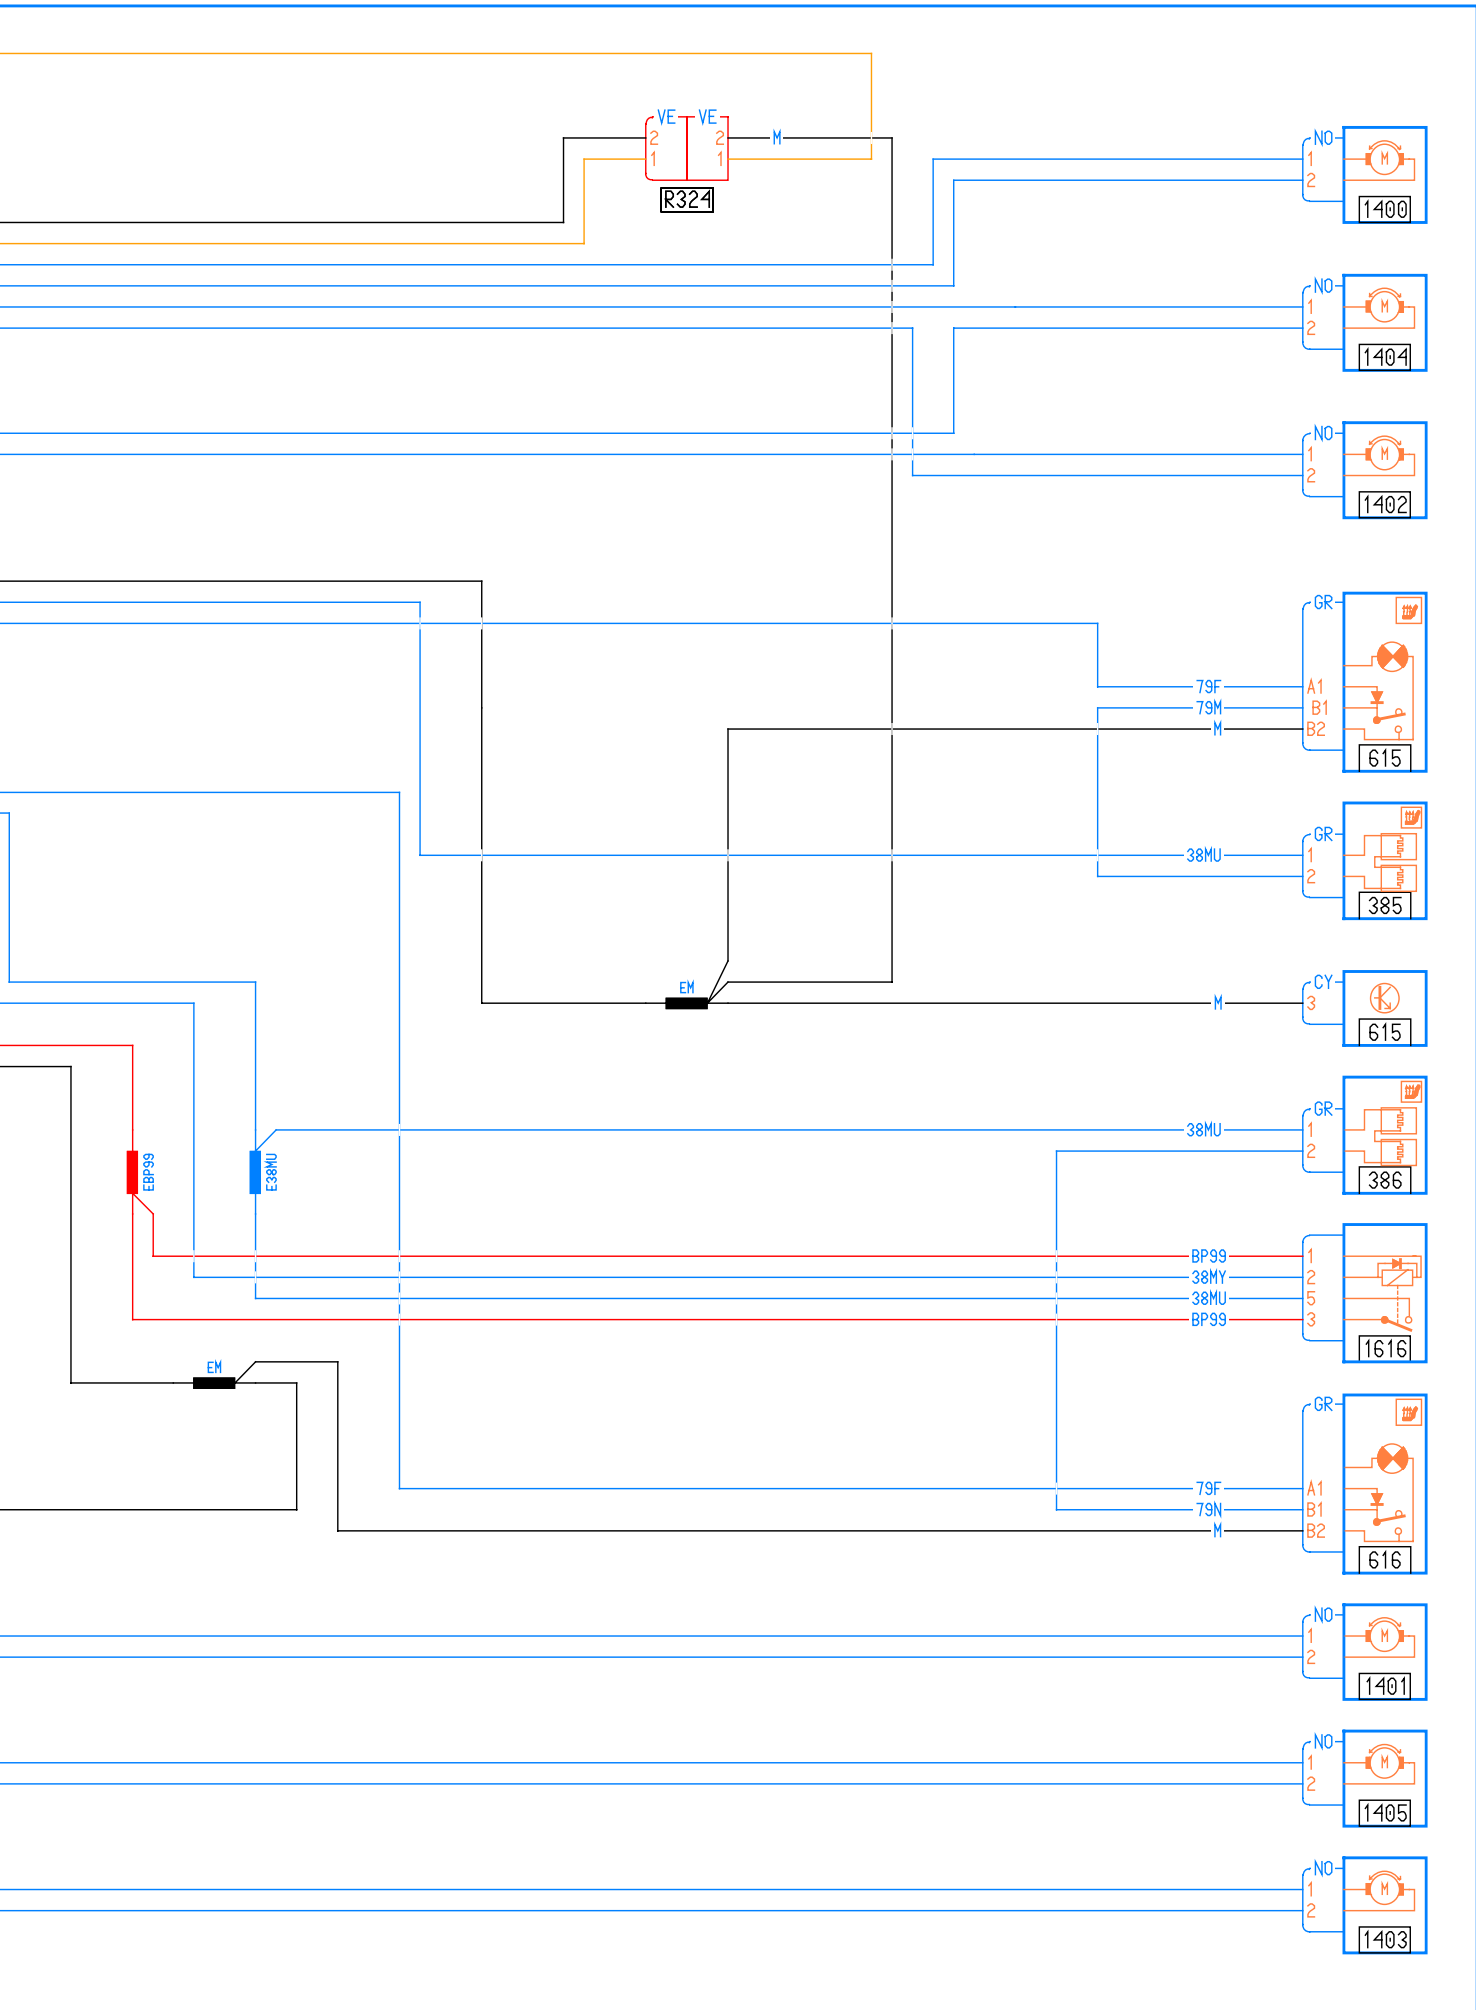 VE VE
2 2 M
1 1
R324
NO
1 M
2
1400
NO
1 M
2
1404
NO
1 M
2
1402
GR
79F A1
79M B1
M B2
615
GR
38MU 1
2
385
EM
CY
M 3
615
GR
38MU 1
2
386
EBP99
E38MU
BP99 1
38MY 2
38MU 5
BP99 3
1616
EM
GR
79F A1
79N B1
M B2
616
NO
1 M
2
1401
NO
1 M
2
1405
NO
1 M
2
1403